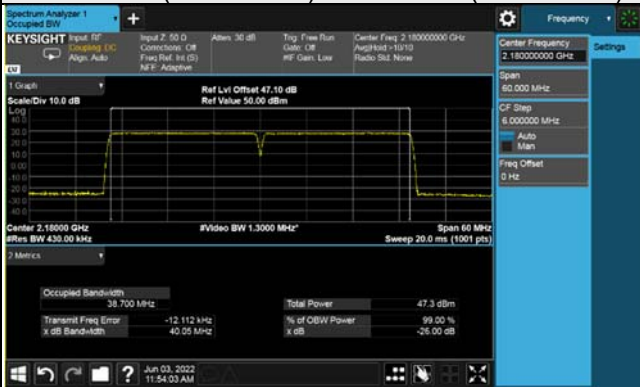 Spectrum Analyzer 1
Occupied BW
+
Frequency
KEYSIGHT Input: RF
Coupling: DC
Align: Auto
Input Z: 50 Ω
Corrections: Off
Freq Ref: Int (S)
NFE: Adaptive
Atten: 30 dB
Trig: Free Run
Gate: Off
#IF Gain: Low
Center Freq: 2.180000000 GHz
Avg|Hold >10/10
Radio Std: None
Center Frequency
2.180000000 GHz
Settings
Span
60.000 MHz
CF Step
6.000000 MHz
Auto
Man
Freq Offset
0 Hz
1 Graph
Scale/Div 10.0 dB
Ref Lvl Offset 47.10 dB
Ref Value 50.00 dBm
Log
40.0
30.0
20.0
10.0
0.00
-10.0
-20.0
-30.0
-40.0
Center 2.18000 GHz
#Res BW 430.00 kHz
#Video BW 1.3000 MHz*
Span 60 MHz
Sweep 20.0 ms (1001 pts)
2 Metrics
Occupied Bandwidth
38.700 MHz
Total Power 47.3 dBm
Transmit Freq Error -12.112 kHz
% of OBW Power 99.00 %
x dB Bandwidth 40.05 MHz
x dB -26.00 dB
?
Jun 03, 2022
11:54:03 AM